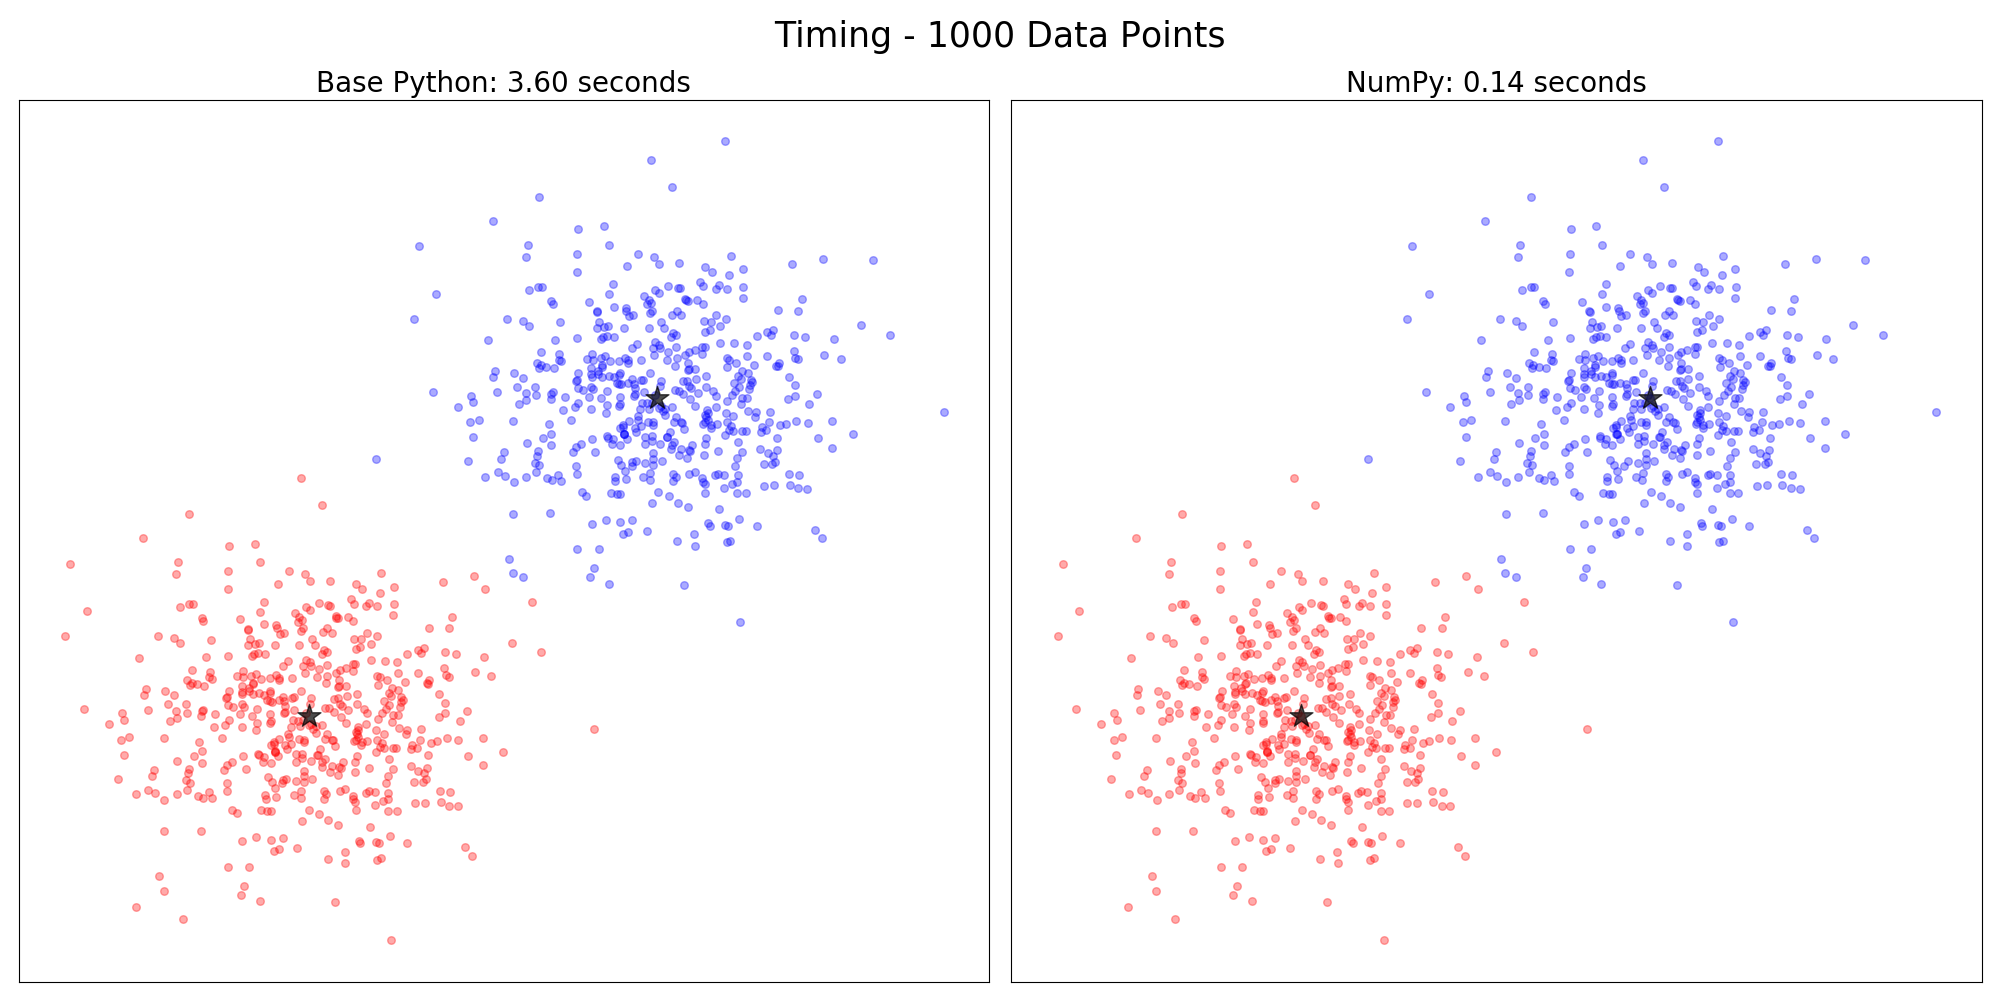 Timing - 1000 Data Points
Base Python: 3.60 seconds
NumPy: 0.14 seconds